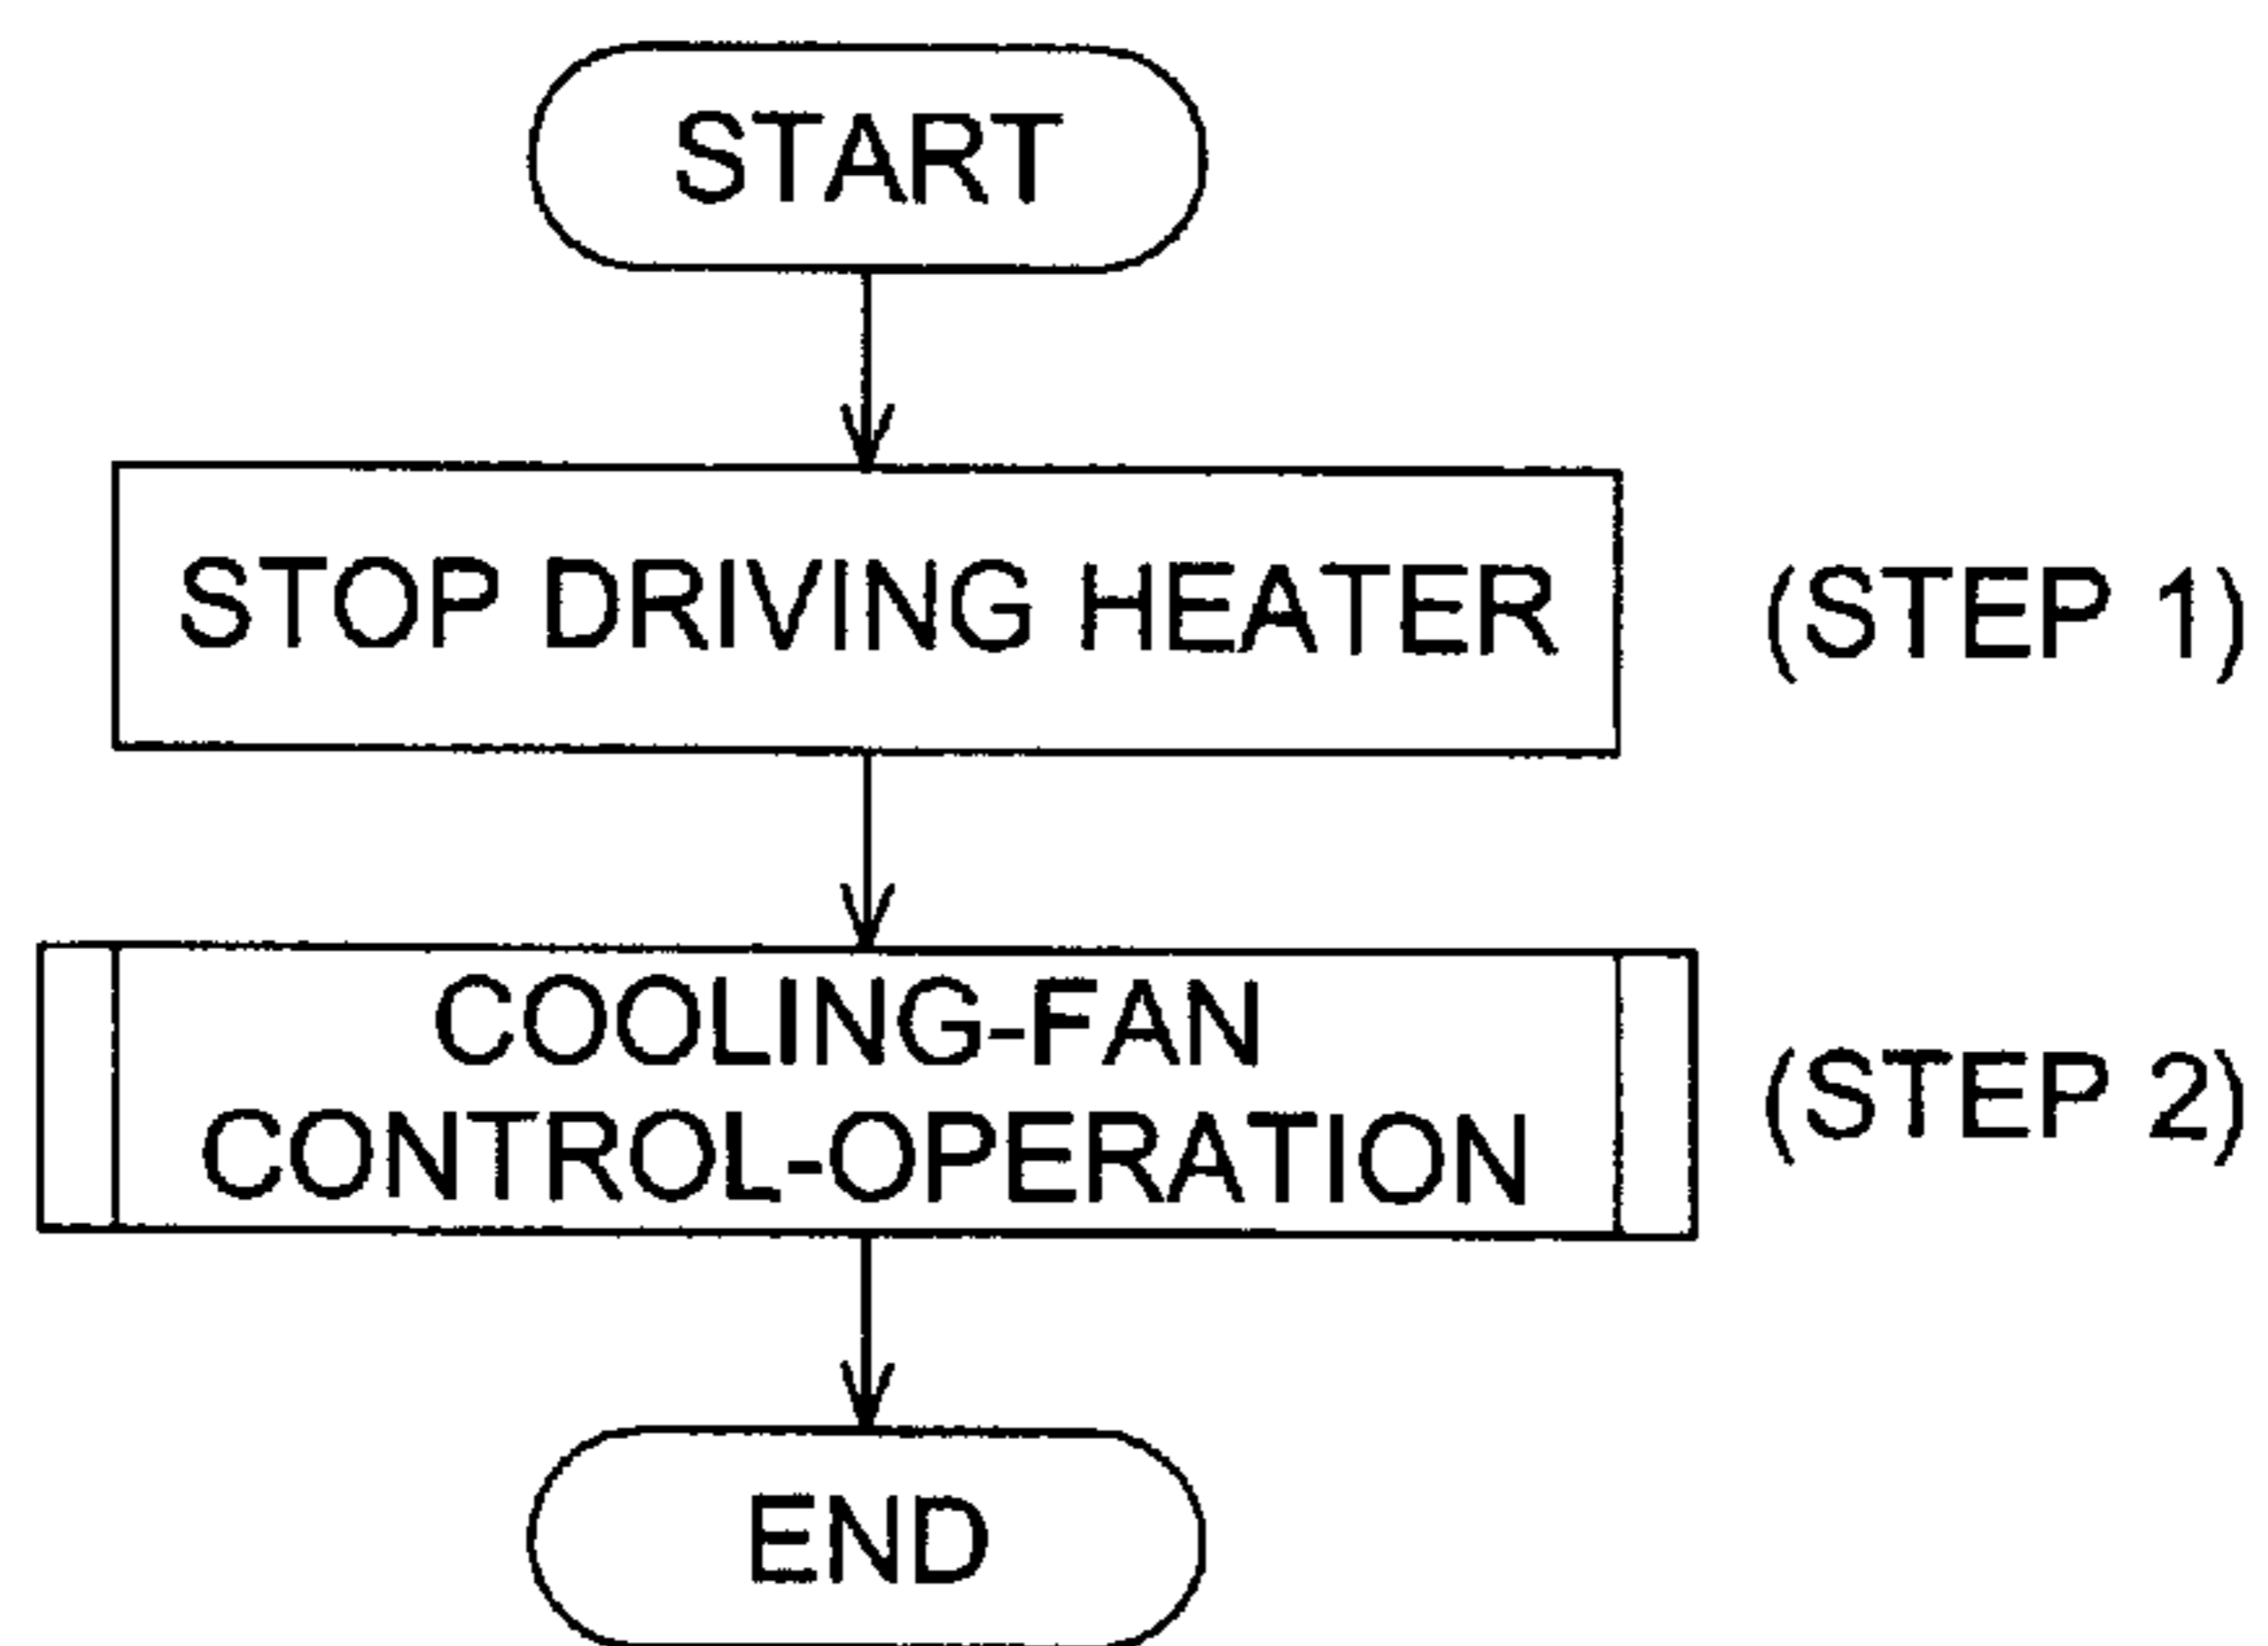 START
STOP DRIVING HEATER (STEP 1)
COOLING-FAN
CONTROL-OPERATION
(STEP 2)
END